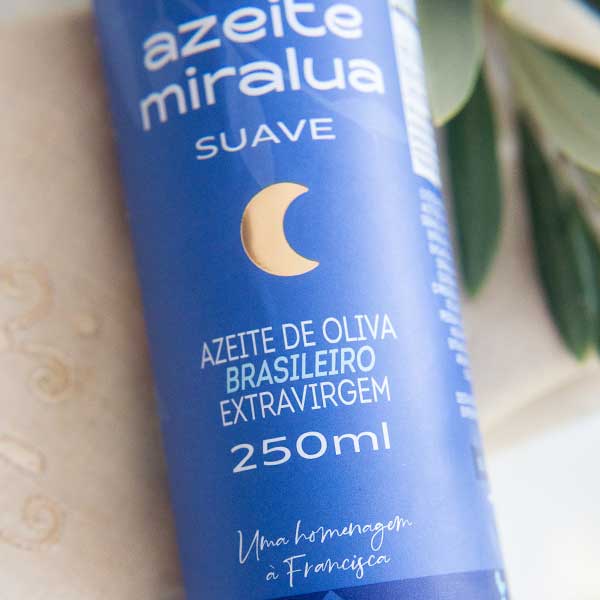 azeite
miralua
SUAVE
AZEITE DE OLIVA
BRASILEIRO
EXTRAVIRGEM
250ml
Uma homenagem
à Francisca